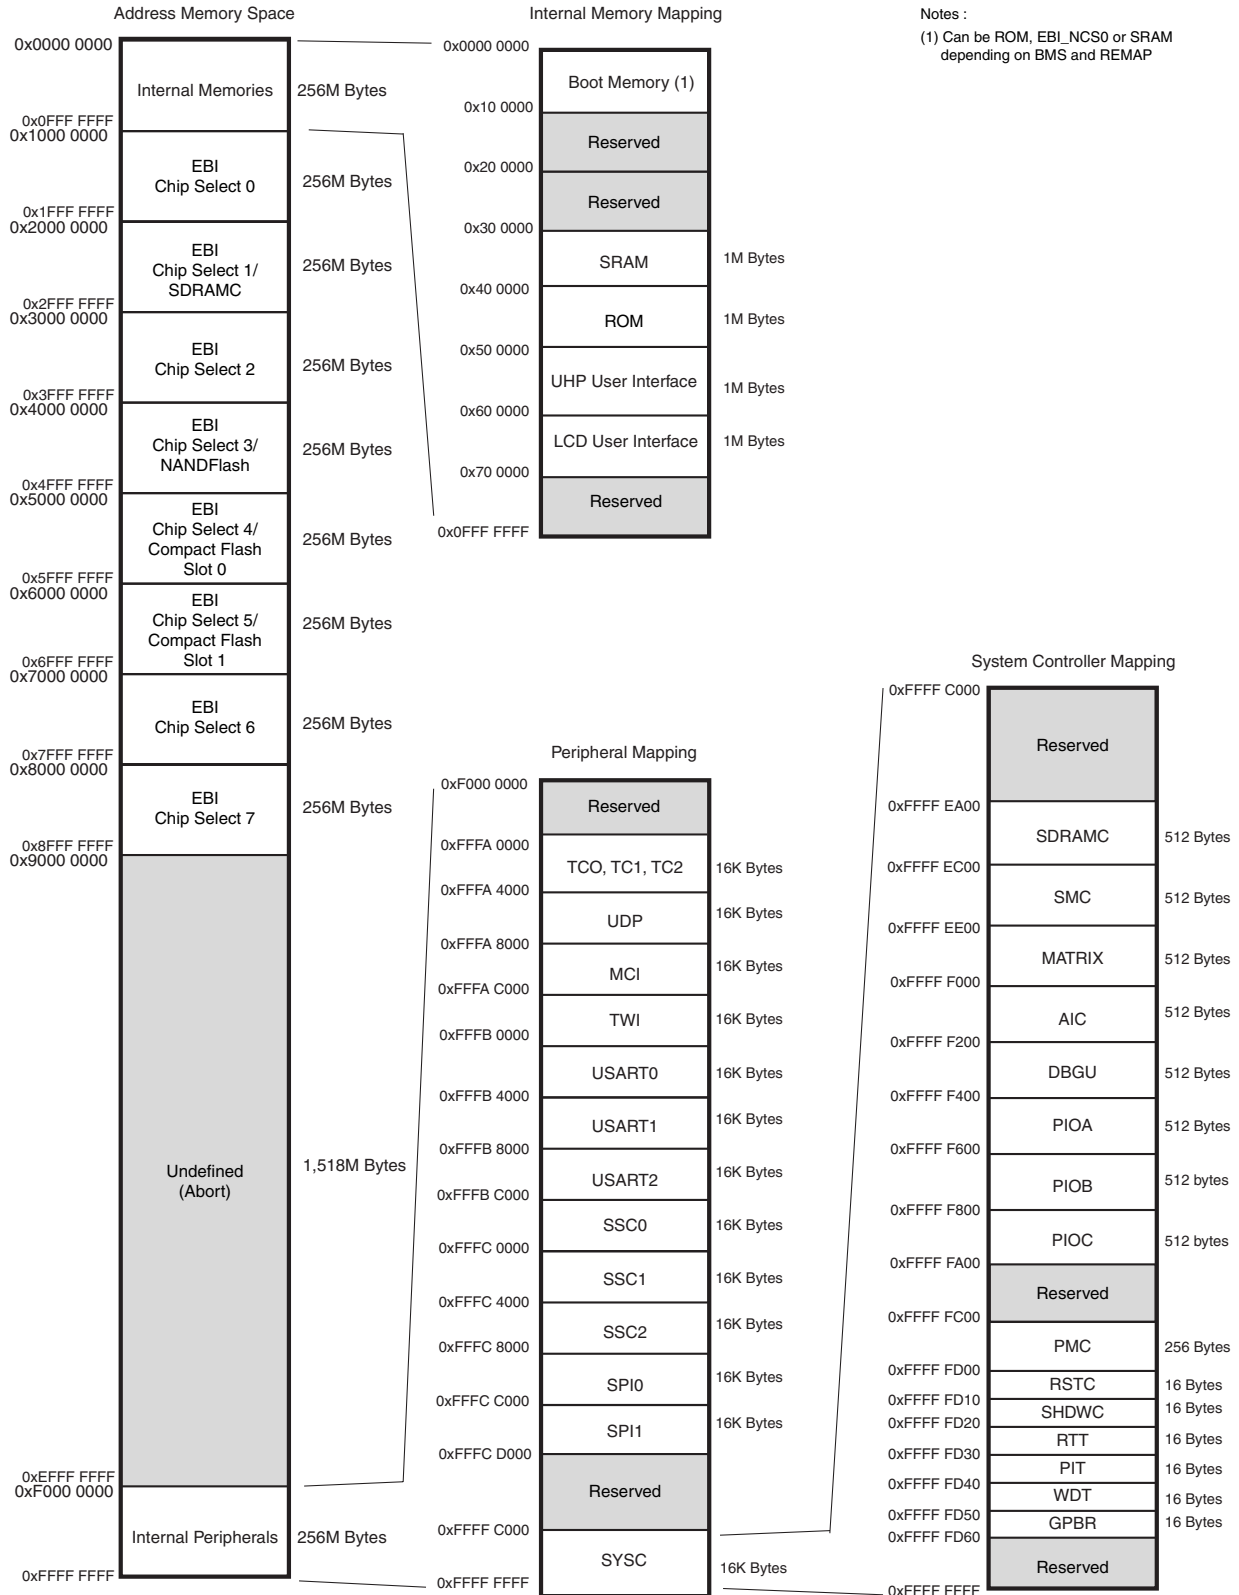 Address Memory Space
0x0000 0000
Internal Memories
256M Bytes
0x0FFF FFFF
0x1000 0000
EBI
Chip Select 0
256M Bytes
0x1FFF FFFF
0x2000 0000
EBI
Chip Select 1/
SDRAMC
256M Bytes
0x2FFF FFFF
0x3000 0000
EBI
Chip Select 2
256M Bytes
0x3FFF FFFF
0x4000 0000
EBI
Chip Select 3/
NANDFlash
256M Bytes
0x4FFF FFFF
0x5000 0000
EBI
Chip Select 4/
Compact Flash
Slot 0
256M Bytes
0x5FFF FFFF
0x6000 0000
EBI
Chip Select 5/
Compact Flash
Slot 1
256M Bytes
0x6FFF FFFF
0x7000 0000
EBI
Chip Select 6
256M Bytes
0x7FFF FFFF
0x8000 0000
EBI
Chip Select 7
256M Bytes
0x8FFF FFFF
0x9000 0000
Undefined
(Abort)
1,518M Bytes
0xEFFF FFFF
0xF000 0000
Internal Peripherals
256M Bytes
0xFFFF FFFF
Internal Memory Mapping
0x0000 0000
Boot Memory (1)
0x10 0000
Reserved
0x20 0000
Reserved
0x30 0000
SRAM
1M Bytes
0x40 0000
ROM
1M Bytes
0x50 0000
UHP User Interface
1M Bytes
0x60 0000
LCD User Interface
1M Bytes
0x70 0000
Reserved
0x0FFF FFFF
Notes :
(1) Can be ROM, EBI_NCS0 or SRAM
depending on BMS and REMAP
Peripheral Mapping
0xF000 0000
Reserved
0xFFFA 0000
TCO, TC1, TC2
16K Bytes
0xFFFA 4000
UDP
16K Bytes
0xFFFA 8000
MCI
16K Bytes
0xFFFA C000
TWI
16K Bytes
0xFFFB 0000
USART0
16K Bytes
0xFFFB 4000
USART1
16K Bytes
0xFFFB 8000
USART2
16K Bytes
0xFFFB C000
SSC0
16K Bytes
0xFFFC 0000
SSC1
16K Bytes
0xFFFC 4000
SSC2
16K Bytes
0xFFFC 8000
SPI0
16K Bytes
0xFFFC C000
SPI1
16K Bytes
0xFFFC D000
Reserved
0xFFFF C000
SYSC
16K Bytes
0xFFFF FFFF
System Controller Mapping
0xFFFF C000
Reserved
0xFFFF EA00
SDRAMC
512 Bytes
0xFFFF EC00
SMC
512 Bytes
0xFFFF EE00
MATRIX
512 Bytes
0xFFFF F000
AIC
512 Bytes
0xFFFF F200
DBGU
512 Bytes
0xFFFF F400
PIOA
512 Bytes
0xFFFF F600
PIOB
512 bytes
0xFFFF F800
PIOC
512 bytes
0xFFFF FA00
Reserved
0xFFFF FC00
PMC
256 Bytes
0xFFFF FD00
RSTC
16 Bytes
0xFFFF FD10
SHDWC
16 Bytes
0xFFFF FD20
RTT
16 Bytes
0xFFFF FD30
PIT
16 Bytes
0xFFFF FD40
WDT
16 Bytes
0xFFFF FD50
GPBR
16 Bytes
0xFFFF FD60
Reserved
0xFFFF FFFF